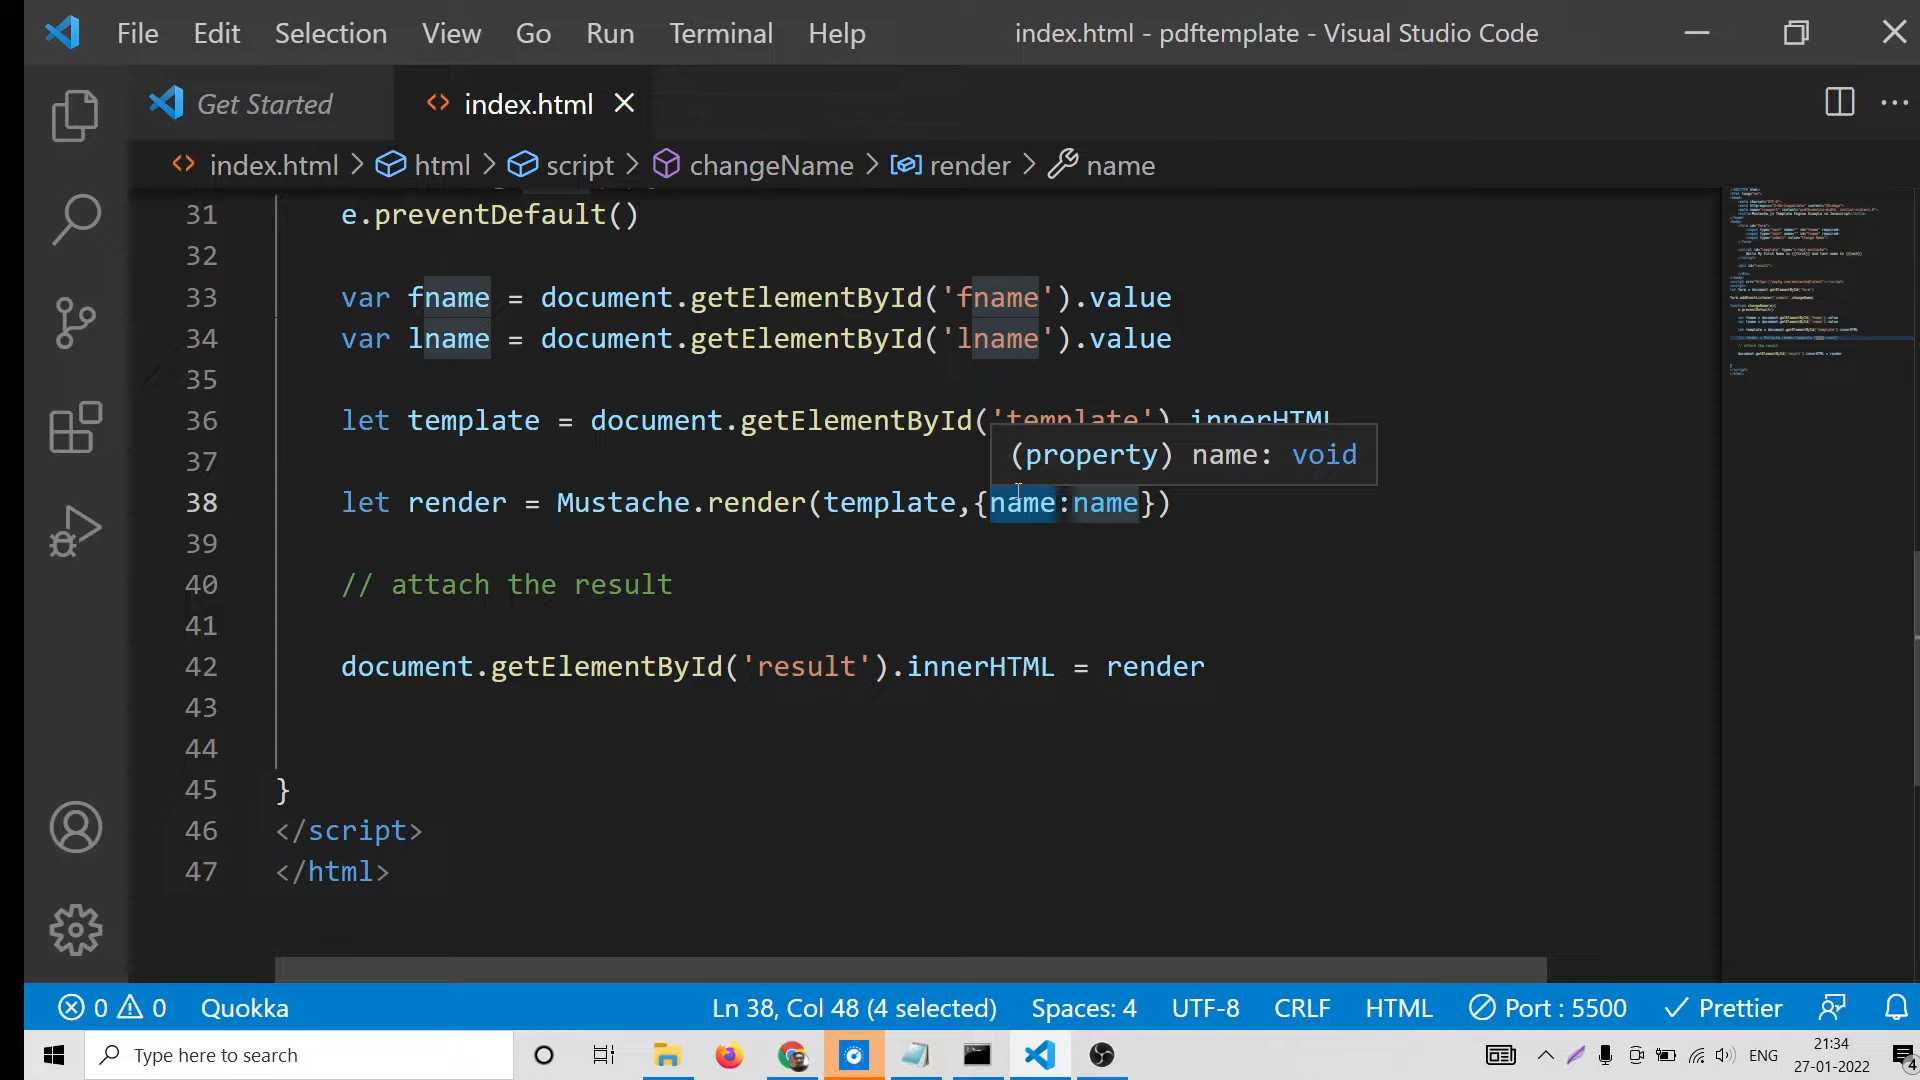 File Edit Selection View Go Run Terminal Help index.html - pdftemplate - Visual Studio Code
Get Started index.html
index.html > html > script > changeName > render > name
31 e.preventDefault()
32
33 var fname = document.getElementById('fname').value
34 var lname = document.getElementById('lname').value
35
36 let template = document.getElementById('template').innerHTML
(property) name: void
37
38 let render = Mustache.render(template,{name:name})
39
40 // attach the result
41
42 document.getElementById('result').innerHTML = render
43
44
45 }
46 </script>
47 </html>
0 0 Quokka Ln 38, Col 48 (4 selected) Spaces: 4 UTF-8 CRLF HTML Port : 5500 Prettier
Type here to search ENG 21:34
27-01-2022 4